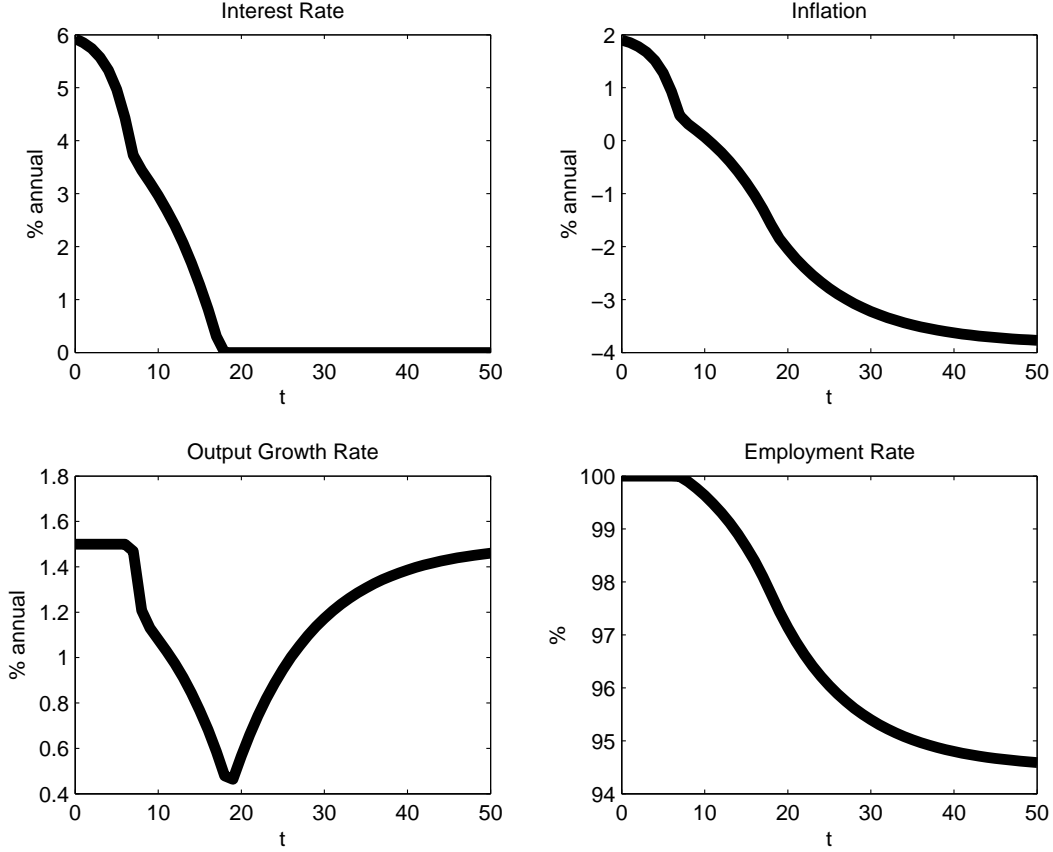 Interest Rate
6
5
4
3
2
1
0
% annual
0 10 20 30 40 50
t
Inflation
2
1
0
−1
−2
−3
−4
% annual
0 10 20 30 40 50
t
Output Growth Rate
1.8
1.6
1.4
1.2
1
0.8
0.6
0.4
% annual
0 10 20 30 40 50
t
Employment Rate
100
99
98
97
96
95
94
%
0 10 20 30 40 50
t